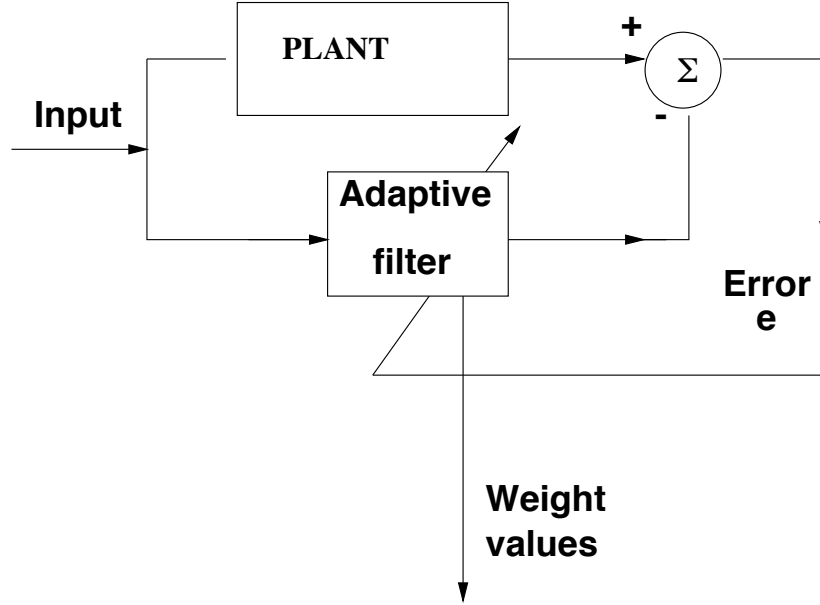 PLANT
+
Σ
-
Input
Adaptive
filter
Error
e
Weight
values